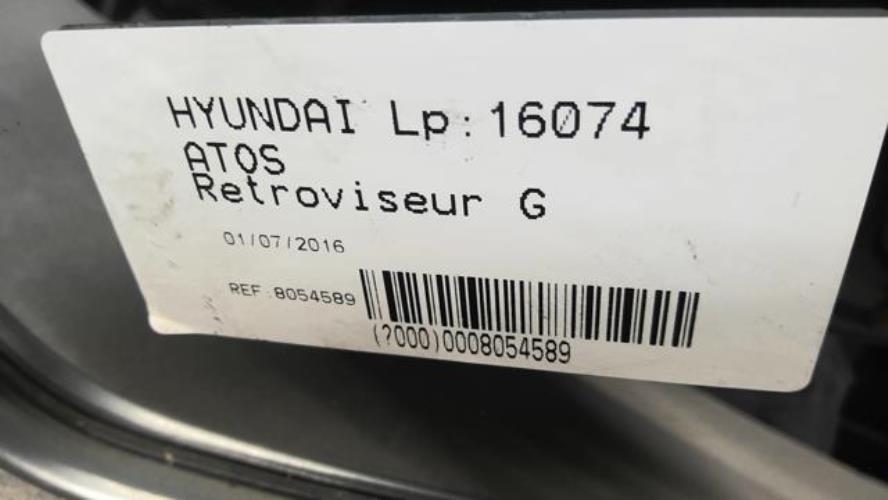 HYUNDAI Lp:16074
ATOS
Retroviseur G
01/07/2016
REF:8054589
(?000)0008054589